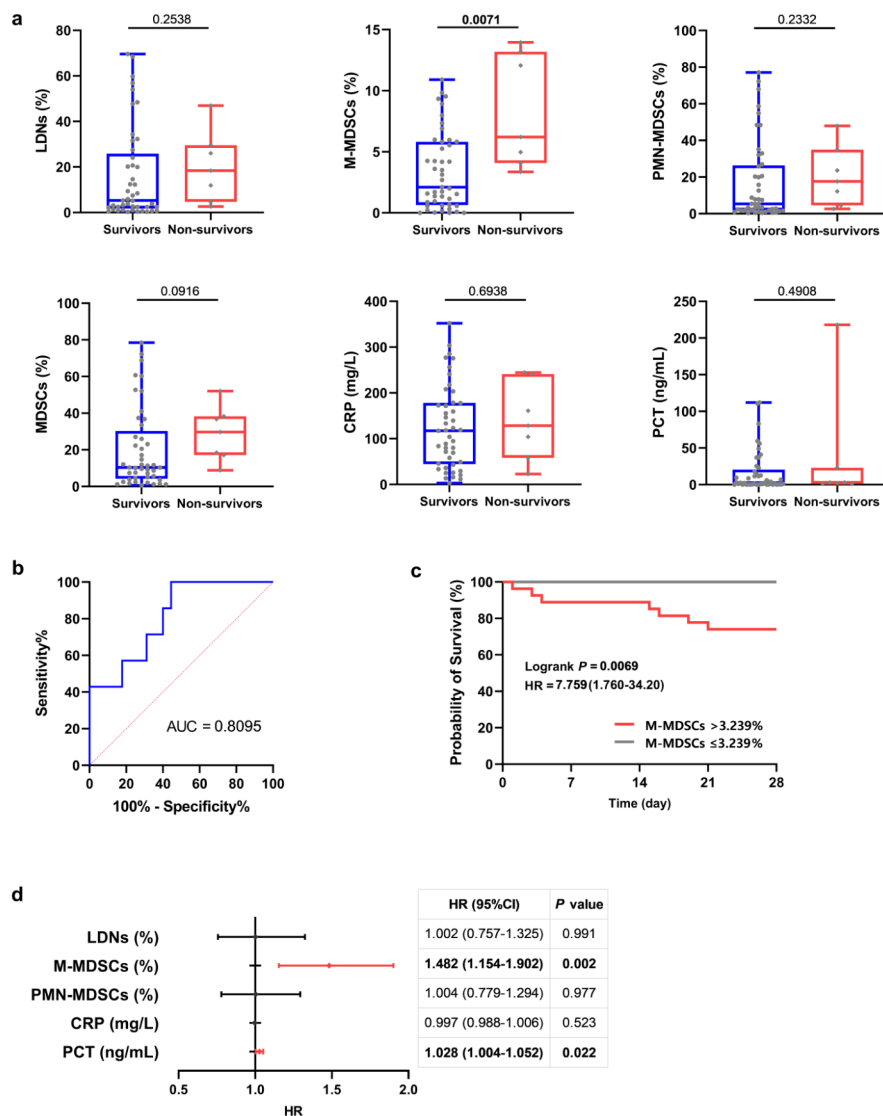 a
0.2538
80
60
40
20
0
LDNs (%)
Survivors Non-survivors
0.0071
15
10
5
0
M-MDSCs (%)
Survivors Non-survivors
0.2332
100
80
60
40
20
0
PMN-MDSCs (%)
Survivors Non-survivors
0.0916
100
80
60
40
20
0
MDSCs (%)
Survivors Non-survivors
0.6938
400
300
200
100
0
CRP (mg/L)
Survivors Non-survivors
0.4908
250
200
150
100
50
0
PCT (ng/mL)
Survivors Non-survivors
b
100
80
60
40
20
0
Sensitivity%
AUC = 0.8095
0 20 40 60 80 100
100% - Specificity%
c
100
80
60
40
20
0
Probability of Survival (%)
Logrank P = 0.0069
HR = 7.759(1.760-34.20)
M-MDSCs >3.239%
M-MDSCs ≤3.239%
0 7 14 21 28
Time (day)
d
HR (95%CI) P value
LDNs (%) 1.002 (0.757-1.325) 0.991
M-MDSCs (%) 1.482 (1.154-1.902) 0.002
PMN-MDSCs (%) 1.004 (0.779-1.294) 0.977
CRP (mg/L) 0.997 (0.988-1.006) 0.523
PCT (ng/mL) 1.028 (1.004-1.052) 0.022
0.5 1.0 1.5 2.0
HR